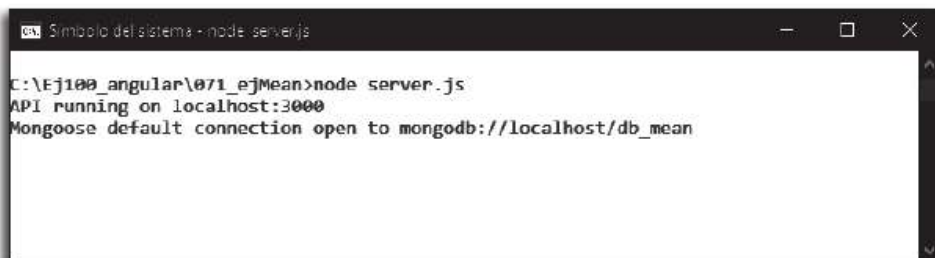 Símbolo del sistema - node server.js
C:\Ej100_angular\071_ejMean>node server.js
API running on localhost:3000
Mongoose default connection open to mongodb://localhost/db_mean